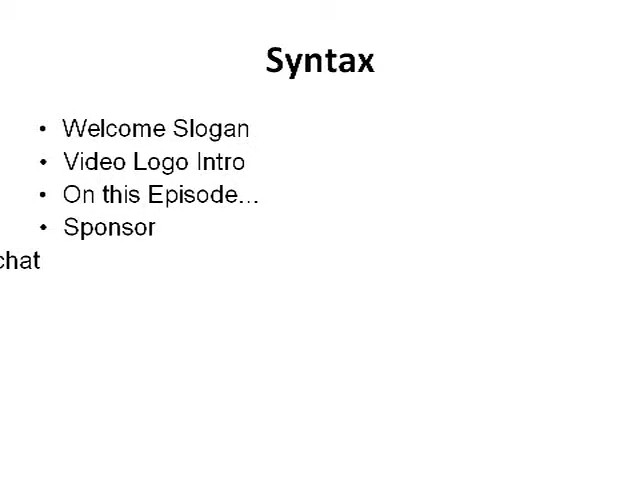 Syntax
• Welcome Slogan
• Video Logo Intro
• On this Episode...
• Sponsor
chat